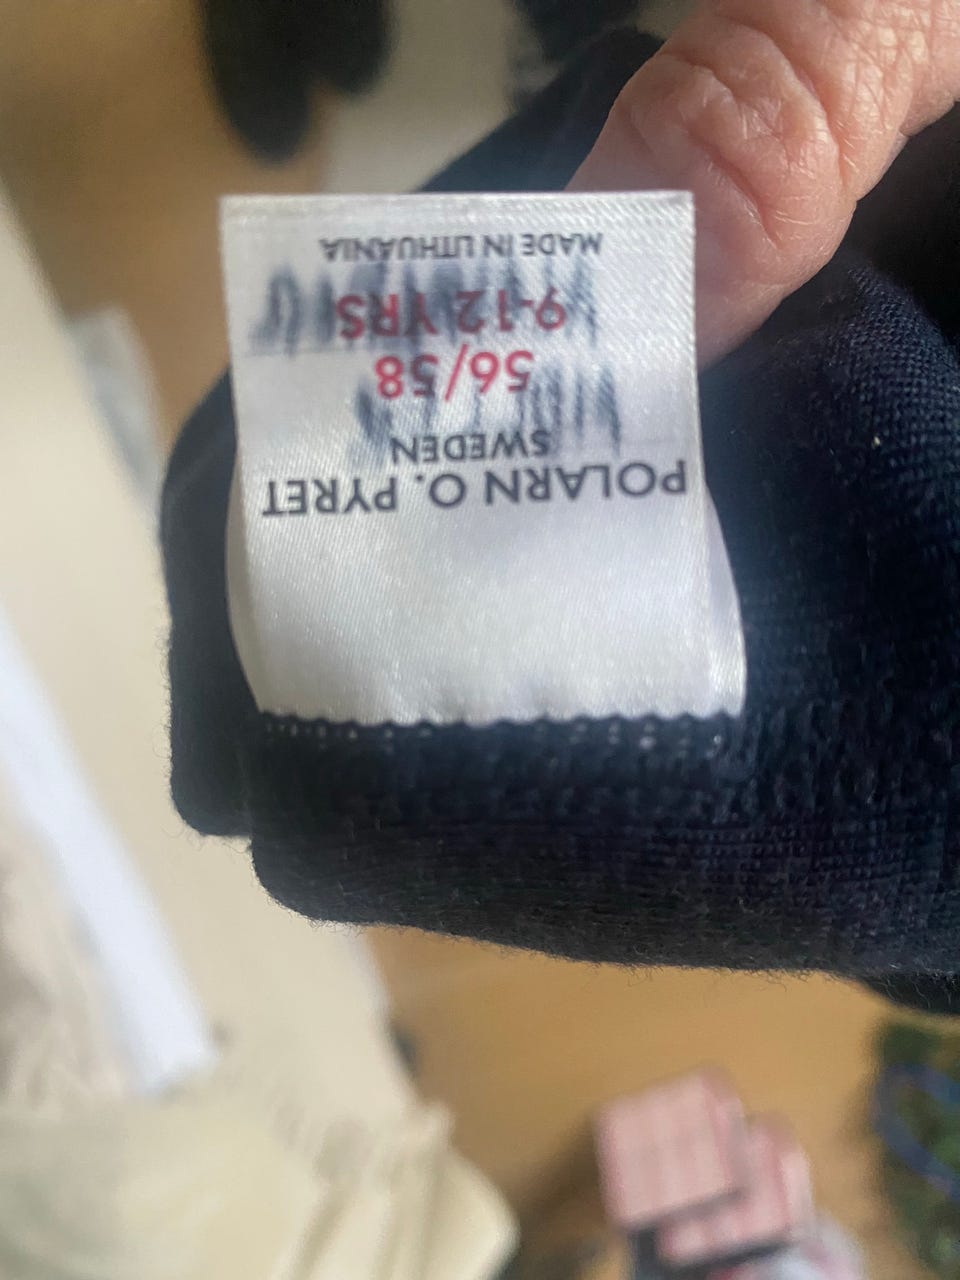 POLARN O. PYRET
SWEDEN
56/58
9-12 YRS
MADE IN LITHUANIA